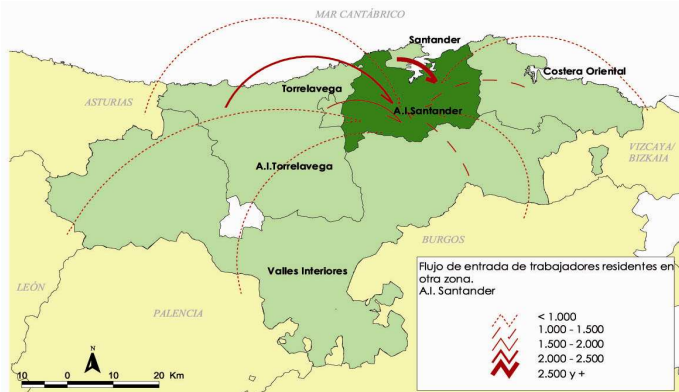 MAR CANTÁBRICO
Santander
Costera Oriental
Torrelavega
ASTURIAS
A.I.Santander
VIZCAYA/
BIZKAIA
A.I.Torrelavega
BURGOS
Valles Interiores
LEÓN
PALENCIA
Flujo de entrada de trabajadores residentes en
otra zona.
A.I. Santander
< 1.000
1.000 - 1.500
1.500 - 2.000
2.000 - 2.500
2.500 y +
N
10 0 10 20 Km